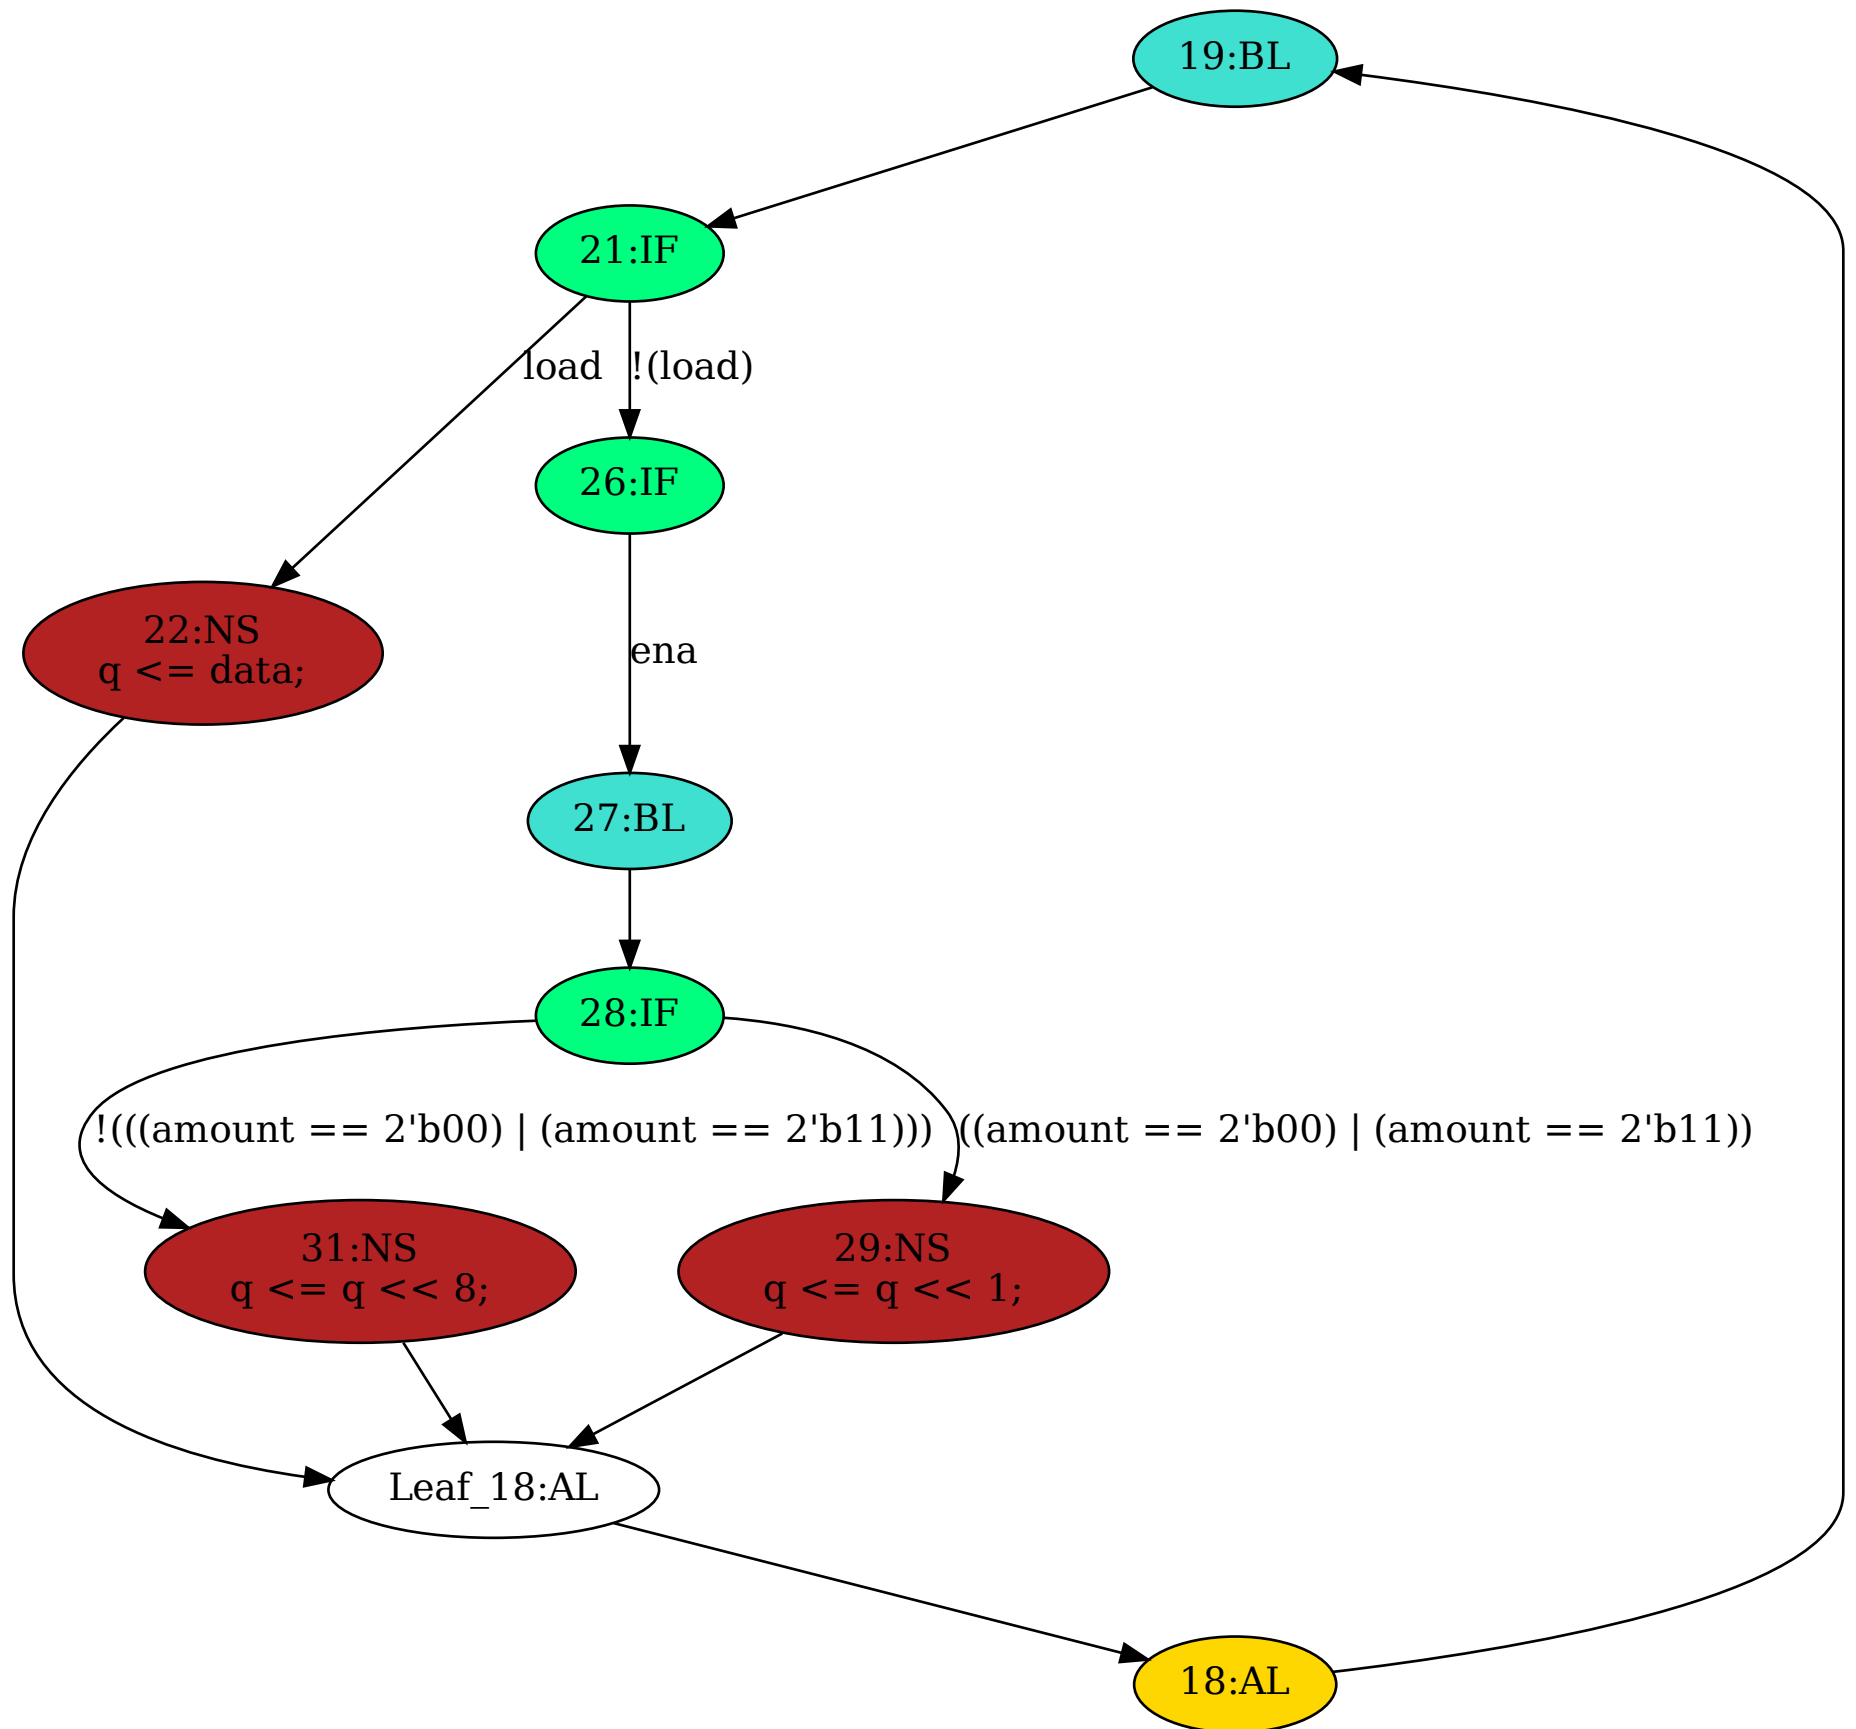 19:BL
21:IF
load
!(load)
26:IF
22:NS
q <= data;
ena
27:BL
28:IF
!(((amount == 2'b00) | (amount == 2'b11)))
((amount == 2'b00) | (amount == 2'b11))
31:NS
q <= q << 8;
29:NS
q <= q << 1;
Leaf_18:AL
18:AL